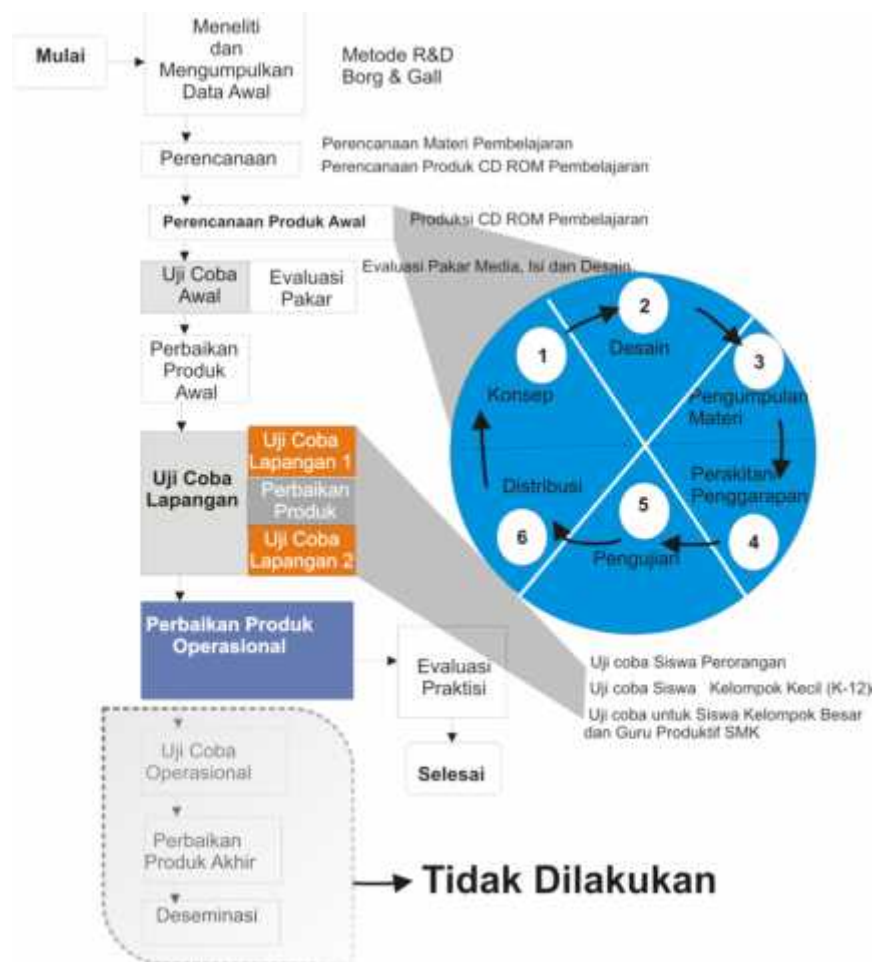 Mulai
Meneliti
dan
Mengumpulkan
Data Awal
Metode R&D
Borg & Gall
Perencanaan
Perencanaan Materi Pembelajaran
Perencanaan Produk CD ROM Pembelajaran
Perencanaan Produk Awal
Produksi CD ROM Pembelajaran
Uji Coba
Awal
Evaluasi
Pakar
Evaluasi Pakar Media, Isi dan Desain
Perbaikan
Produk
Awal
1
Konsep
2
Desain
3
Pengumpulan
Materi
Perakitan
Penggarapan
4
5
Pengujian
Distribusi
6
Uji Coba
Lapangan
Uji Coba
Lapangan 1
Perbaikan
Produk
Uji Coba
Lapangan 2
Perbaikan Produk
Operasional
Evaluasi
Praktisi
Selesai
Uji coba Siswa Perorangan
Uji coba Siswa Kelompok Kecil (K-12)
Uji coba untuk Siswa Kelompok Besar
dan Guru Produktif SMK
Uji Coba
Operasional
Perbaikan
Produk Akhir
Deseminasi
Tidak Dilakukan